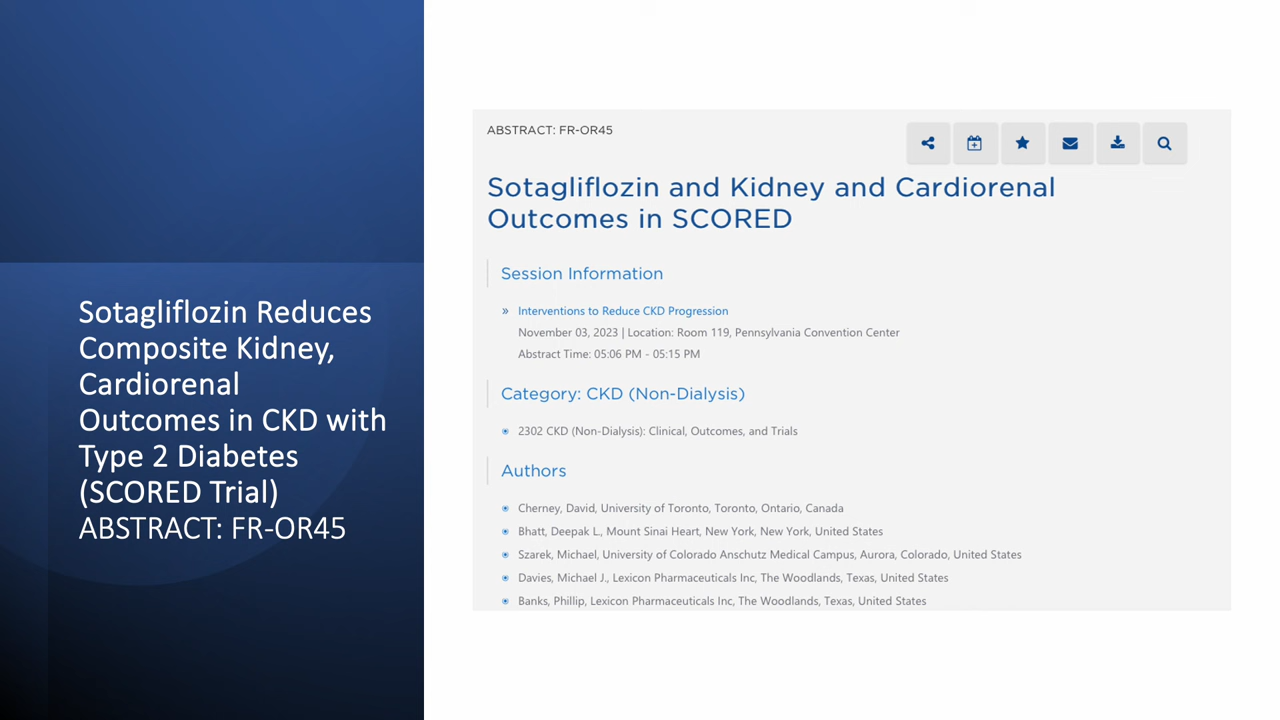 Sotagliflozin Reduces
Composite Kidney,
Cardiorenal
Outcomes in CKD with
Type 2 Diabetes
(SCORED Trial)
ABSTRACT: FR-OR45
ABSTRACT: FR-OR45
Sotagliflozin and Kidney and Cardiorenal
Outcomes in SCORED
Session Information
» Interventions to Reduce CKD Progression
November 03, 2023 | Location: Room 119, Pennsylvania Convention Center
Abstract Time: 05:06 PM - 05:15 PM
Category: CKD (Non-Dialysis)
2302 CKD (Non-Dialysis): Clinical, Outcomes, and Trials
Authors
Cherney, David, University of Toronto, Toronto, Ontario, Canada
Bhatt, Deepak L., Mount Sinai Heart, New York, New York, United States
Szarek, Michael, University of Colorado Anschutz Medical Campus, Aurora, Colorado, United States
Davies, Michael J., Lexicon Pharmaceuticals Inc, The Woodlands, Texas, United States
Banks, Phillip, Lexicon Pharmaceuticals Inc, The Woodlands, Texas, United States